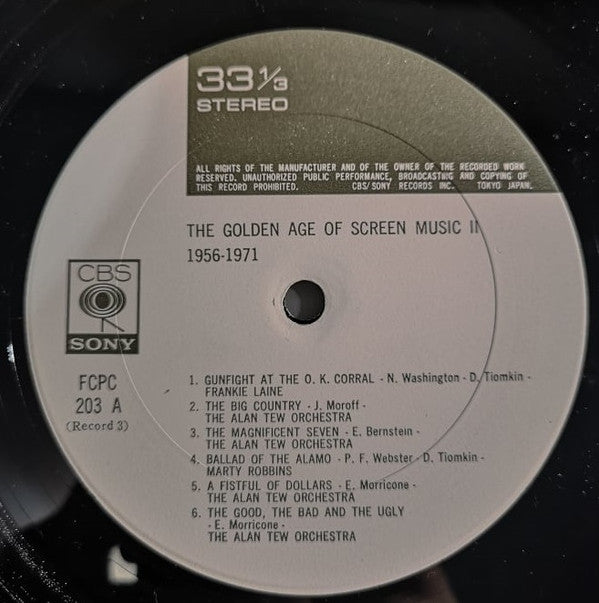 33⅓
STEREO
ALL RIGHTS OF THE MANUFACTURER AND OF THE OWNER OF THE RECORDED WORK
RESERVED. UNAUTHORIZED PUBLIC PERFORMANCE, BROADCASTING AND COPYING OF
THIS RECORD PROHIBITED. CBS/SONY RECORDS INC. TOKYO JAPAN.
THE GOLDEN AGE OF SCREEN MUSIC II
1956-1971
CBS
SONY
FCPC
203 A
(Record 3)
1. GUNFIGHT AT THE O. K. CORRAL - N. Washington - D. Tiomkin -
FRANKIE LAINE
2. THE BIG COUNTRY - J. Moroff -
THE ALAN TEW ORCHESTRA
3. THE MAGNIFICENT SEVEN - E. Bernstein -
THE ALAN TEW ORCHESTRA
4. BALLAD OF THE ALAMO - P. F. Webster - D. Tiomkin -
MARTY ROBBINS
5. A FISTFUL OF DOLLARS - E. Morricone -
THE ALAN TEW ORCHESTRA
6. THE GOOD, THE BAD AND THE UGLY
- E. Morricone -
THE ALAN TEW ORCHESTRA